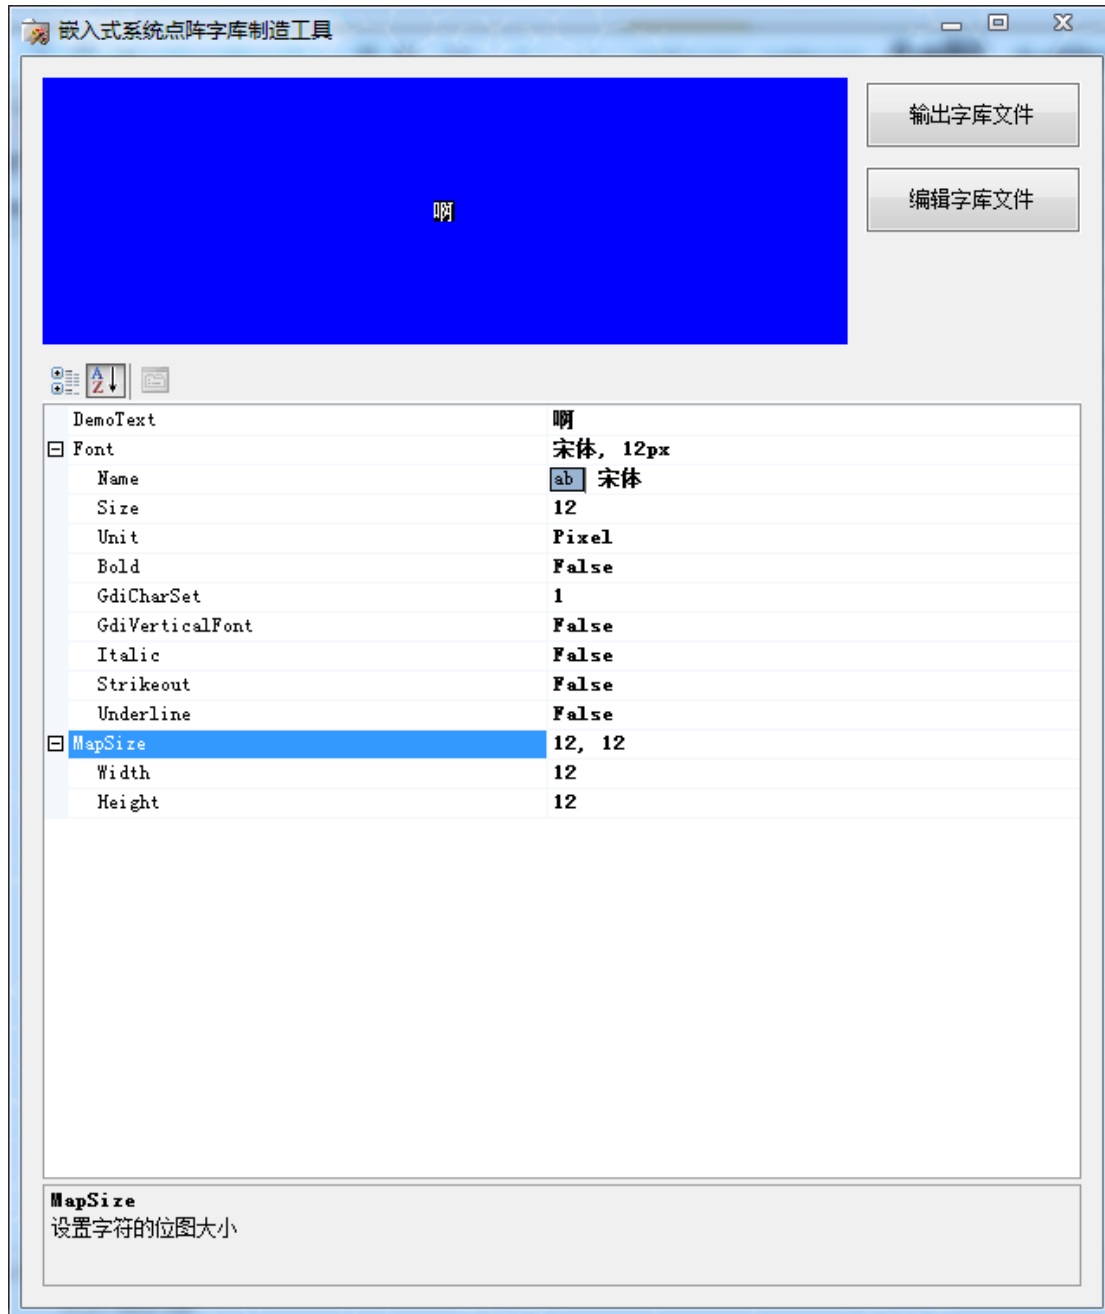 嵌入式系统点阵字库制造工具
输出字库文件
编辑字库文件
啊
DemoText 啊
Font 宋体, 12px
Name ab 宋体
Size 12
Unit Pixel
Bold False
GdiCharSet 1
GdiVerticalFont False
Italic False
Strikeout False
Underline False
MapSize 12, 12
Width 12
Height 12
MapSize
设置字符的位图大小